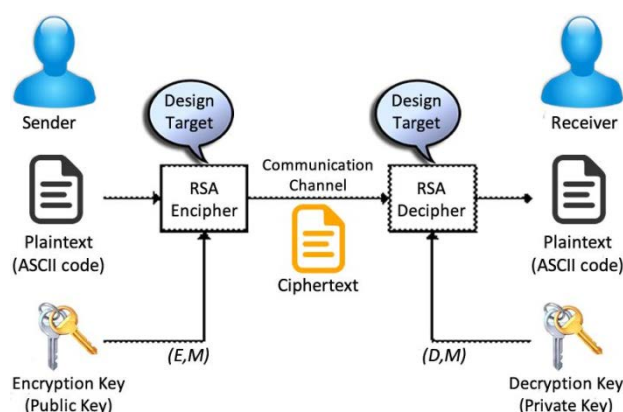 Design
Target
Design
Target
Sender
Receiver
Communication
Channel
RSA
Encipher
RSA
Decipher
Plaintext
(ASCII code)
Ciphertext
Plaintext
(ASCII code)
(E,M)
(D,M)
Encryption Key
(Public Key)
Decryption Key
(Private Key)